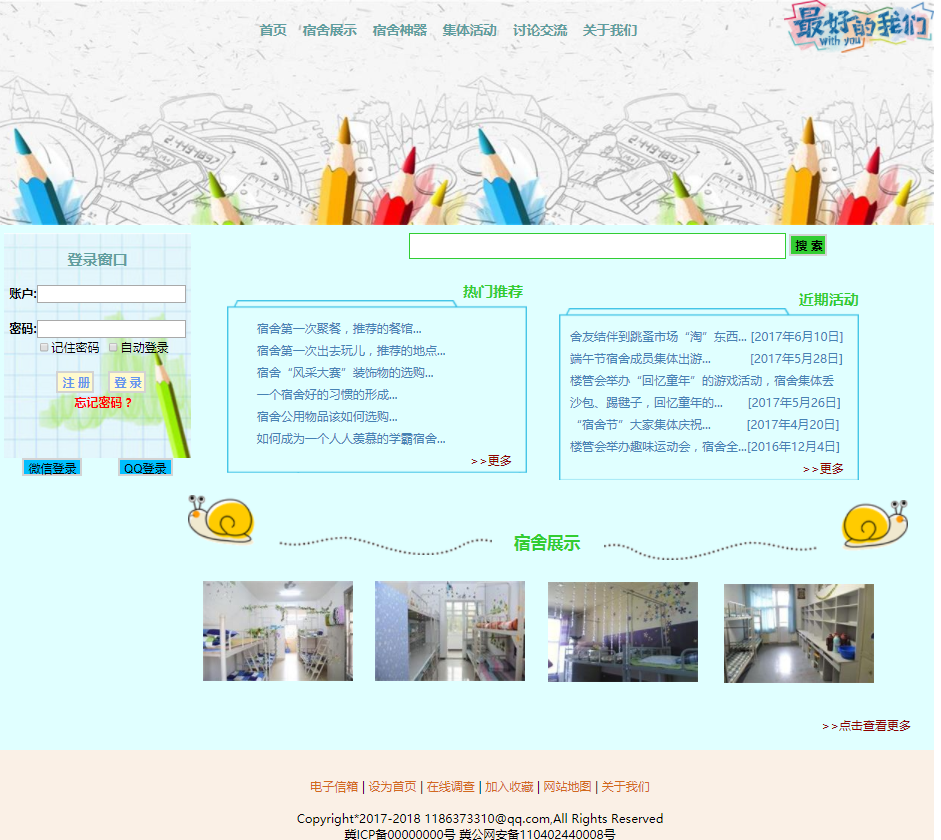 首页 宿舍展示 宿舍神器 集体活动 讨论交流 关于我们
最好的我们
with you
登录窗口
账户:
密码:
记住密码 自动登录
注 册 登 录
忘记密码？
微信登录 QQ登录
搜 索
热门推荐
宿舍第一次聚餐，推荐的餐馆...
宿舍第一次出去玩儿，推荐的地点...
宿舍“风采大赛”装饰物的选购...
一个宿舍好的习惯的形成...
宿舍公用物品该如何选购...
如何成为一个人人羡慕的学霸宿舍...
>>更多
近期活动
舍友结伴到跳蚤市场“淘”东西... [2017年6月10日]
端午节宿舍成员集体出游... [2017年5月28日]
楼管会举办“回忆童年”的游戏活动，宿舍集体丢
沙包、踢毽子，回忆童年的... [2017年5月26日]
“宿舍节”大家集体庆祝... [2017年4月20日]
楼管会举办趣味运动会，宿舍全...[2016年12月4日]
>>更多
宿舍展示
>>点击查看更多
电子信箱 | 设为首页 | 在线调查 | 加入收藏 | 网站地图 | 关于我们
Copyright*2017-2018 1186373310@qq.com,All Rights Reserved
冀ICP备00000000号 冀公网安备110402440008号